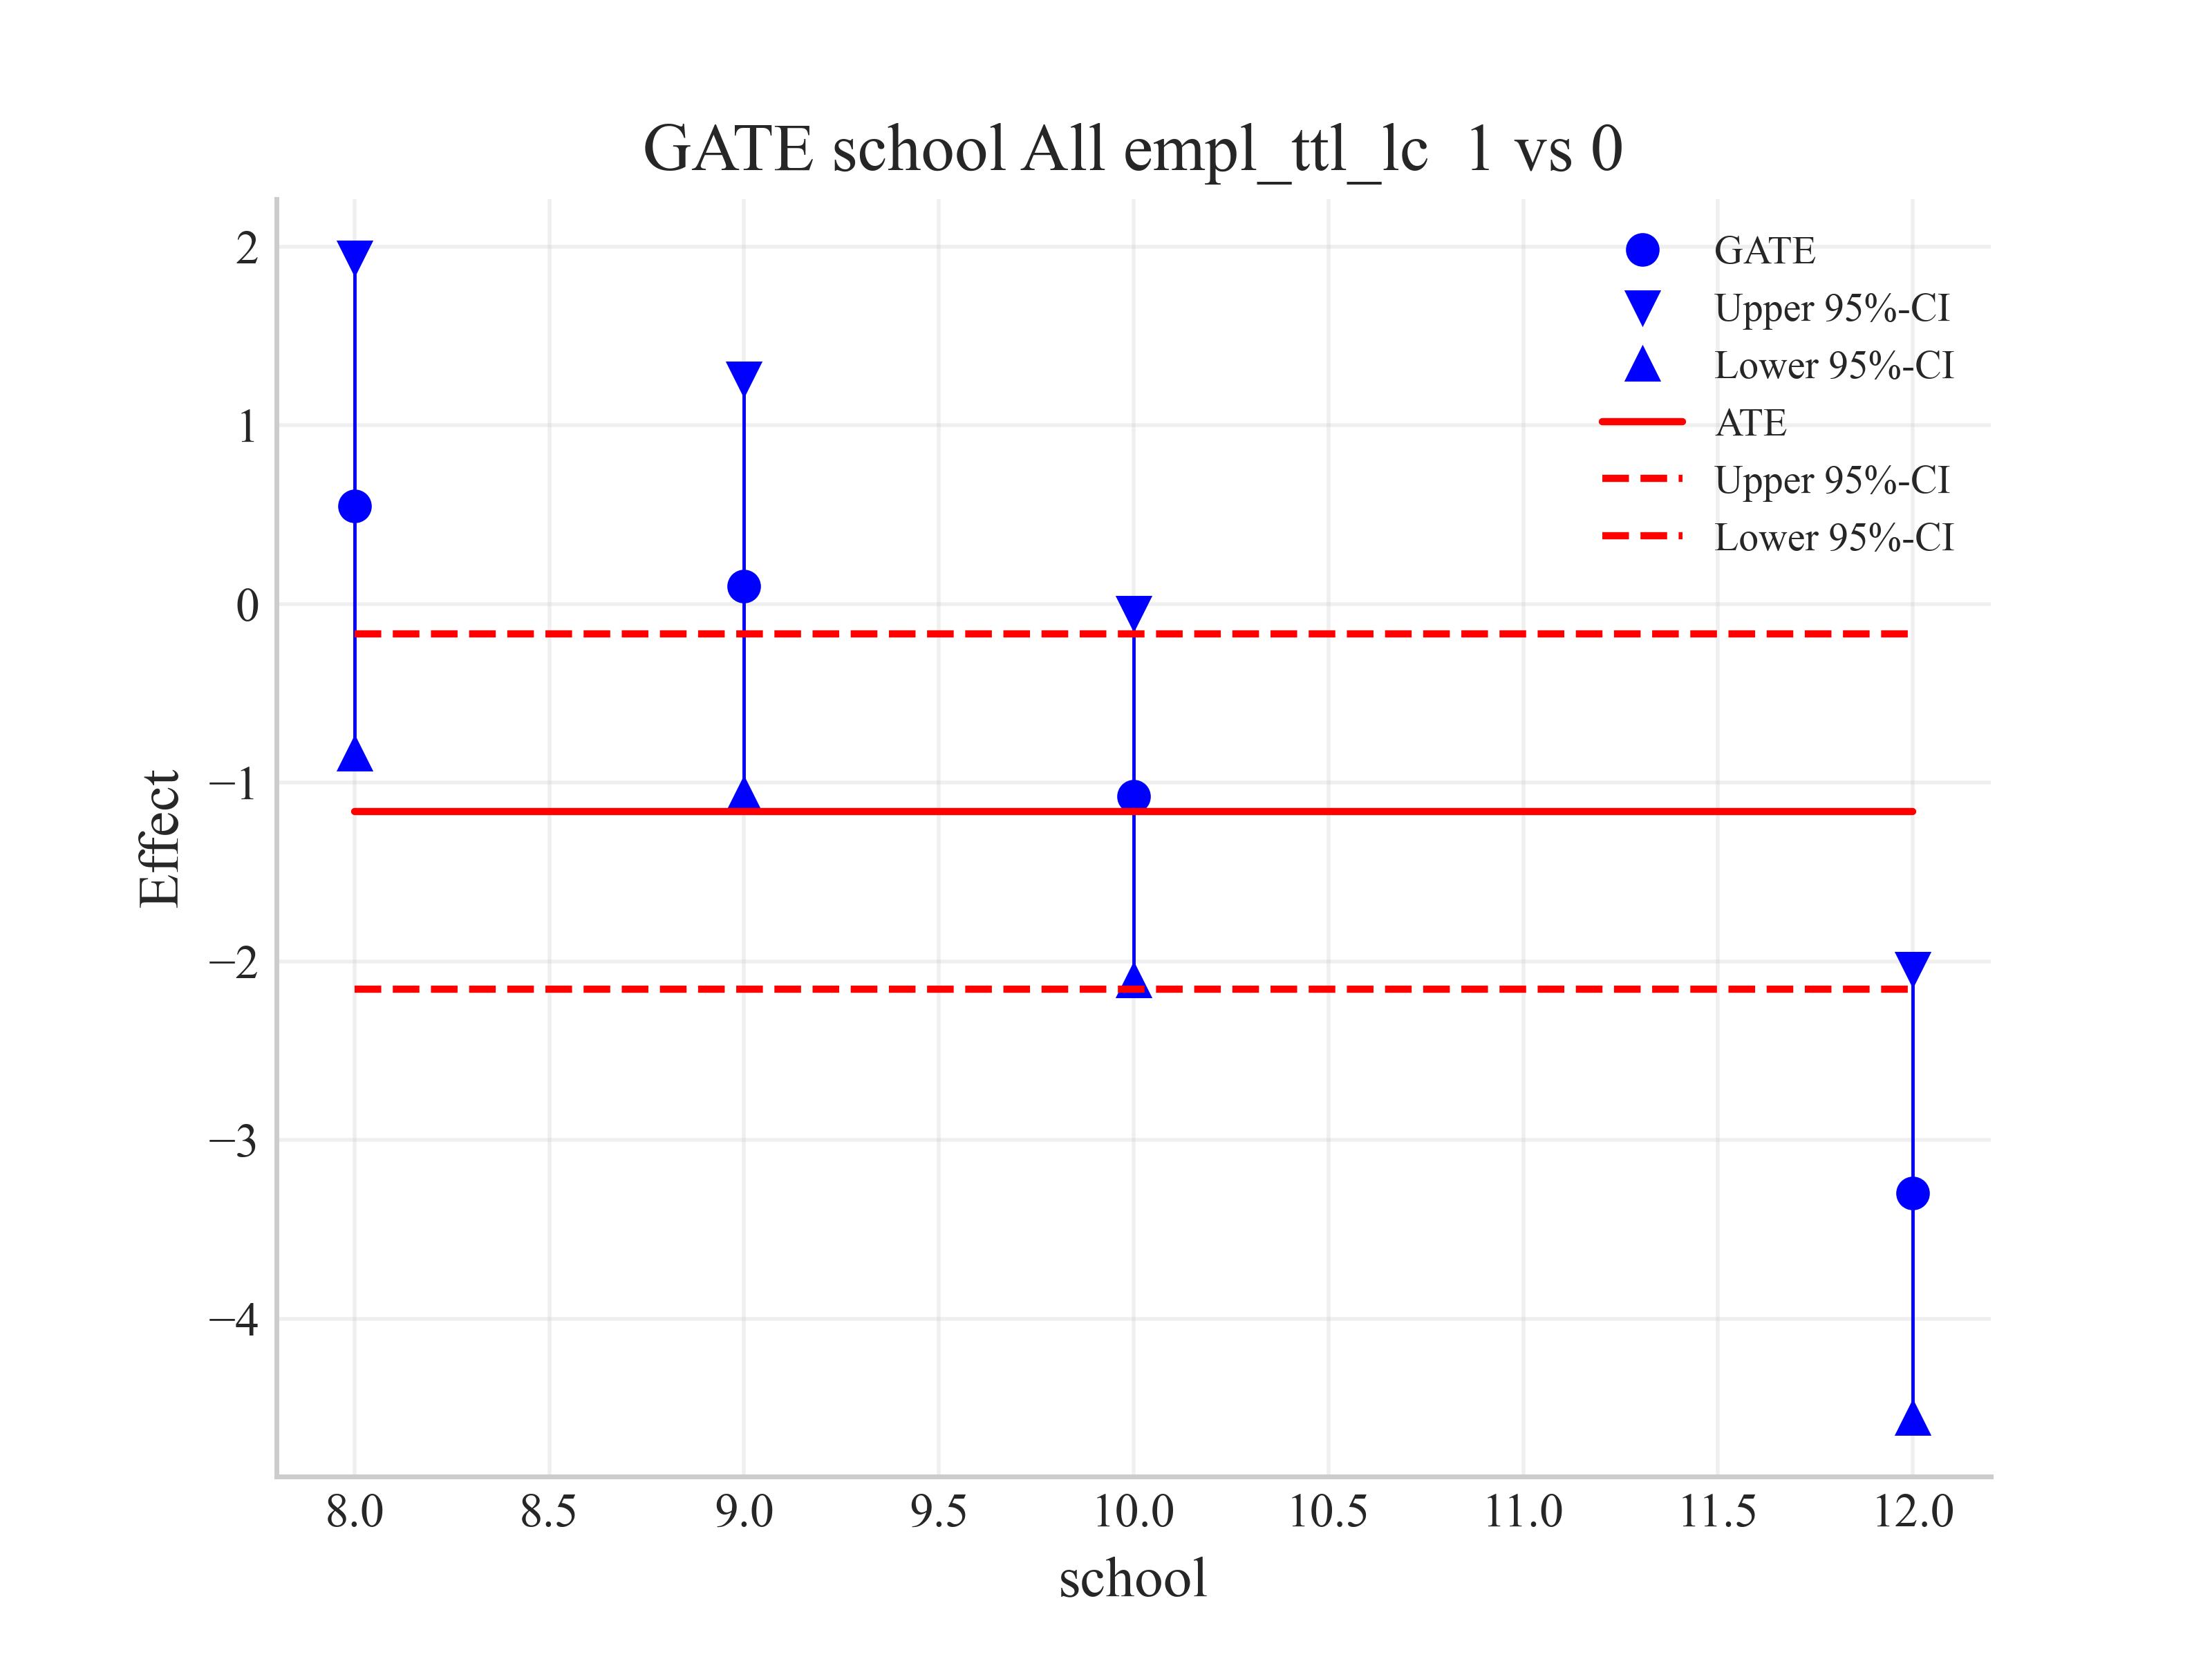 GATE school All empl_ttl_lc  1 vs 0
GATE
Upper 95%-CI
Lower 95%-CI
ATE
Upper 95%-CI
Lower 95%-CI
Effect
2
1
0
−1
−2
−3
−4
8.0 8.5 9.0 9.5 10.0 10.5 11.0 11.5 12.0
school